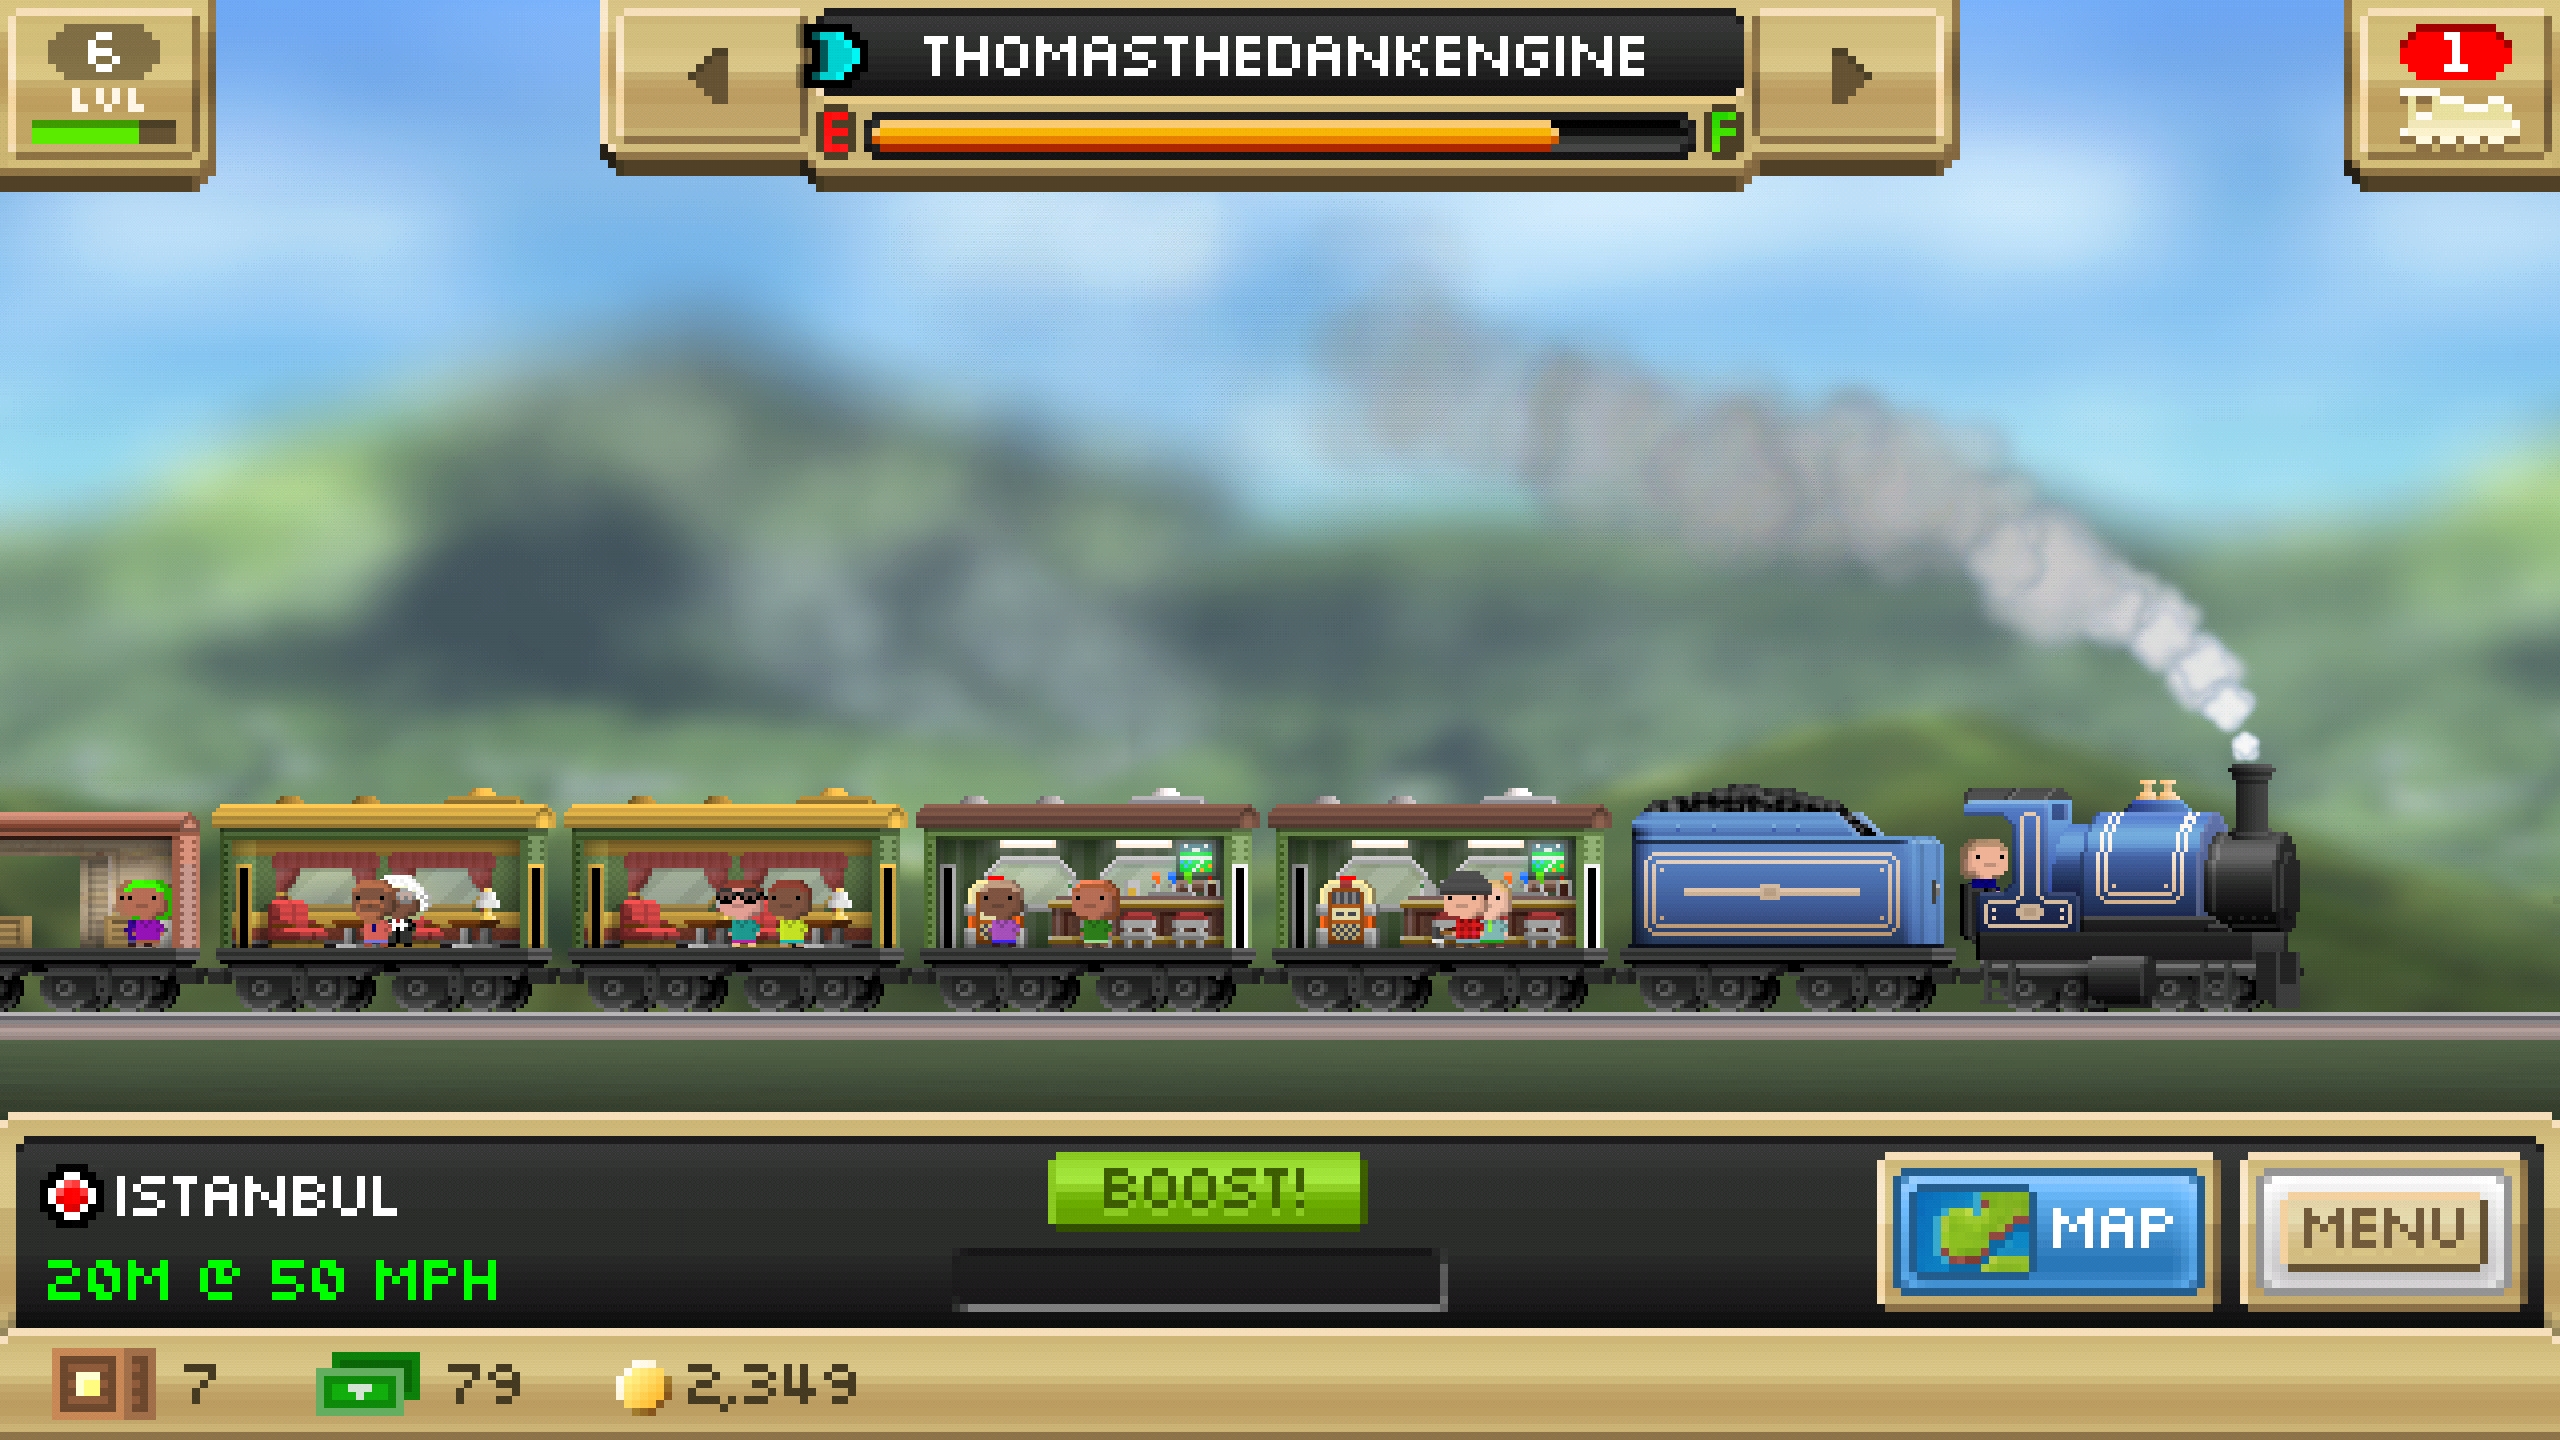 6
LVL
THOMASTHEDANKENGINE
E F
1
ISTANBUL
BOOST!
20M @ 50 MPH
MAP
MENU
7 79 2,349